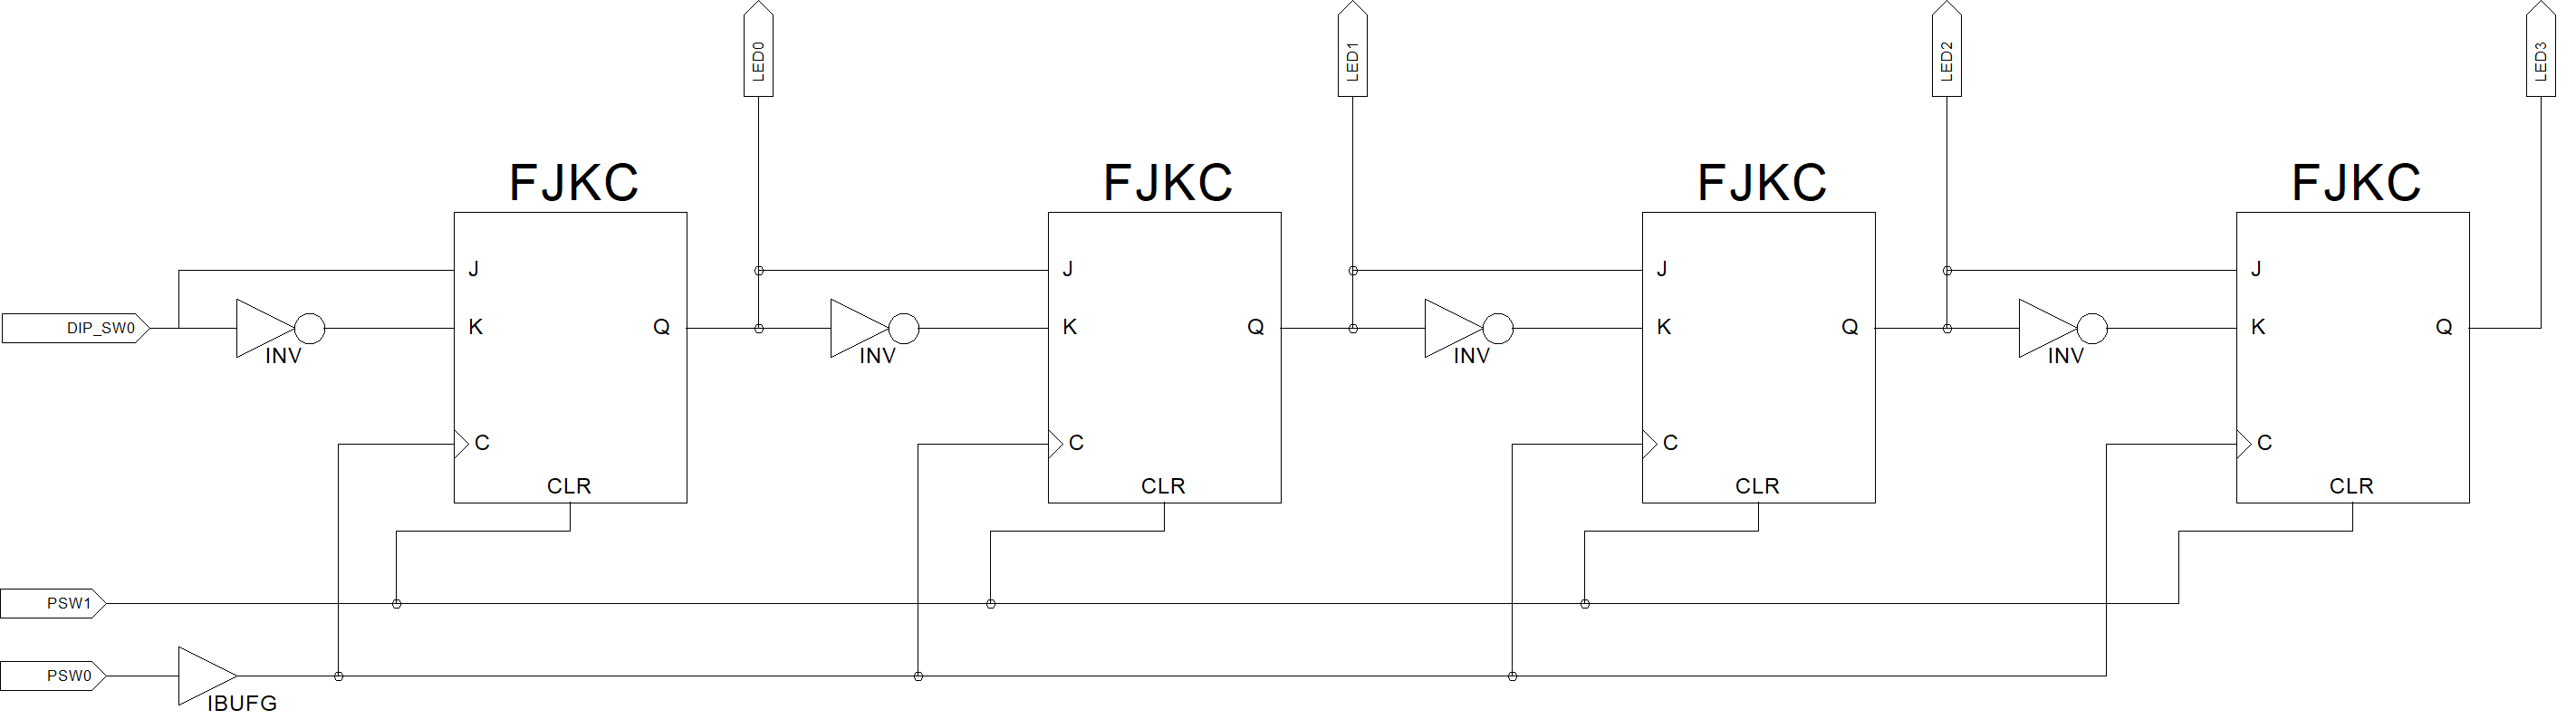 LED0
LED1
LED2
LED3
FJKC
FJKC
FJKC
FJKC
J
J
J
J
DIP_SW0
INV
K
Q
INV
K
Q
INV
K
Q
INV
K
Q
C
C
C
C
CLR
CLR
CLR
CLR
PSW1
PSW0
IBUFG